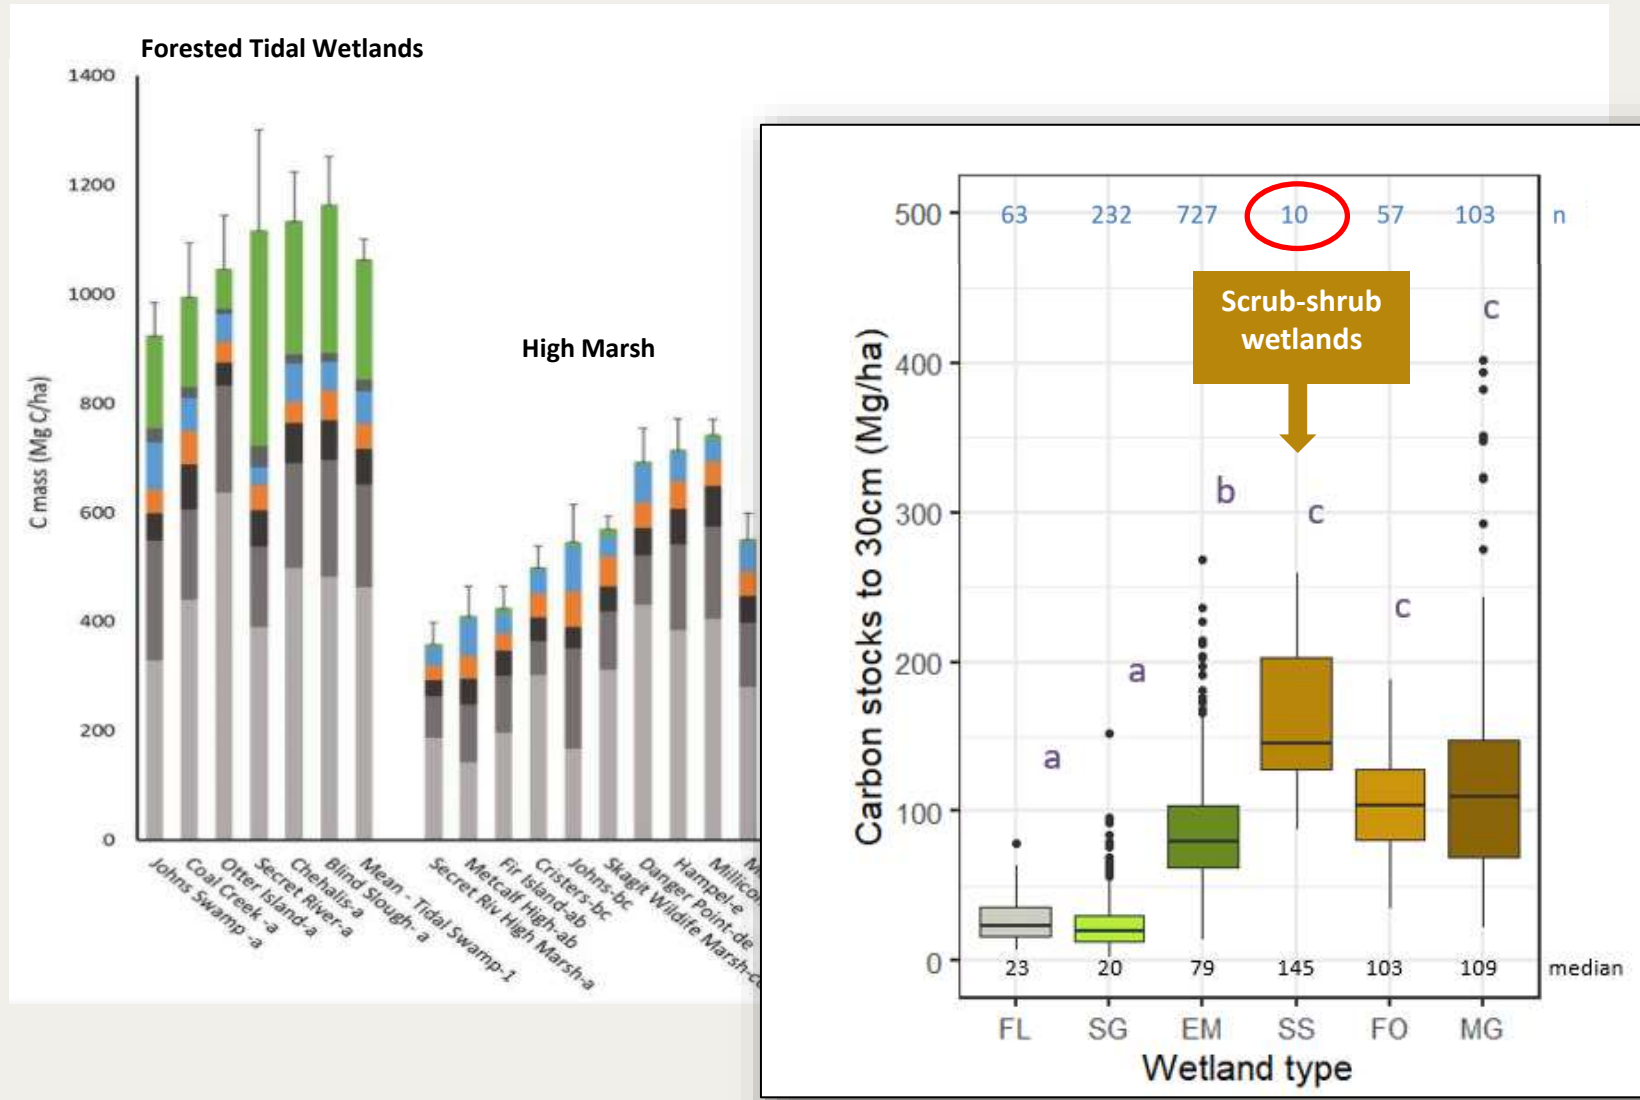 Forested Tidal Wetlands
1400
1200
1000
800
600
400
200
0
C mass (Mg C/ha)
High Marsh
Johns Swamp -a
Coal Creek -a
Otter Island-a
Secret River-a
Chehalis-a
Blind Slough- a
Mean - Tidal Swamp-1
Secret Riv High Marsh-a
Metcalf High-ab
Fir Island-ab
Cristers-bc
Johns-bc
Skagit Wildife Marsh-c
Danger Point-de
Hampel-e
Millico
M
500
400
300
200
100
0
Carbon stocks to 30cm (Mg/ha)
63 232 727 10 57 103 n
Scrub-shrub
wetlands
a
a
b
c
c
c
23 20 79 145 103 109 median
FL SG EM SS FO MG
Wetland type